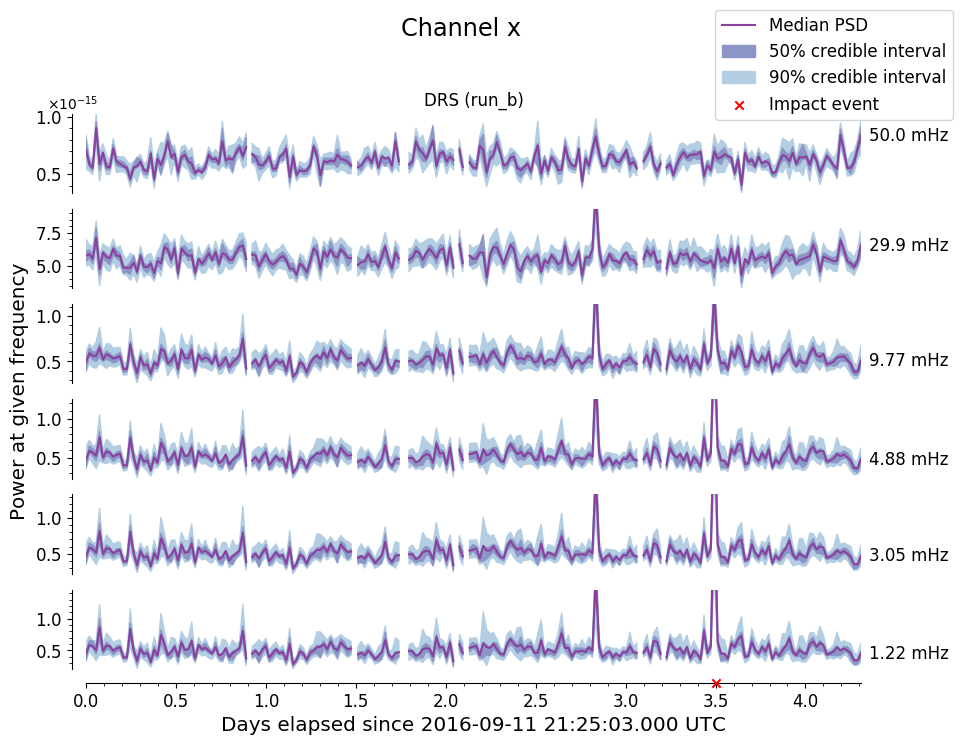 Channel x
Median PSD
50% credible interval
90% credible interval
Impact event
DRS (run_b)
×10⁻¹⁵
1.0
0.5
50.0 mHz
7.5
5.0
29.9 mHz
1.0
0.5
9.77 mHz
1.0
0.5
4.88 mHz
1.0
0.5
3.05 mHz
1.0
0.5
1.22 mHz
Power at given frequency
0.0 0.5 1.0 1.5 2.0 2.5 3.0 3.5 4.0
Days elapsed since 2016-09-11 21:25:03.000 UTC